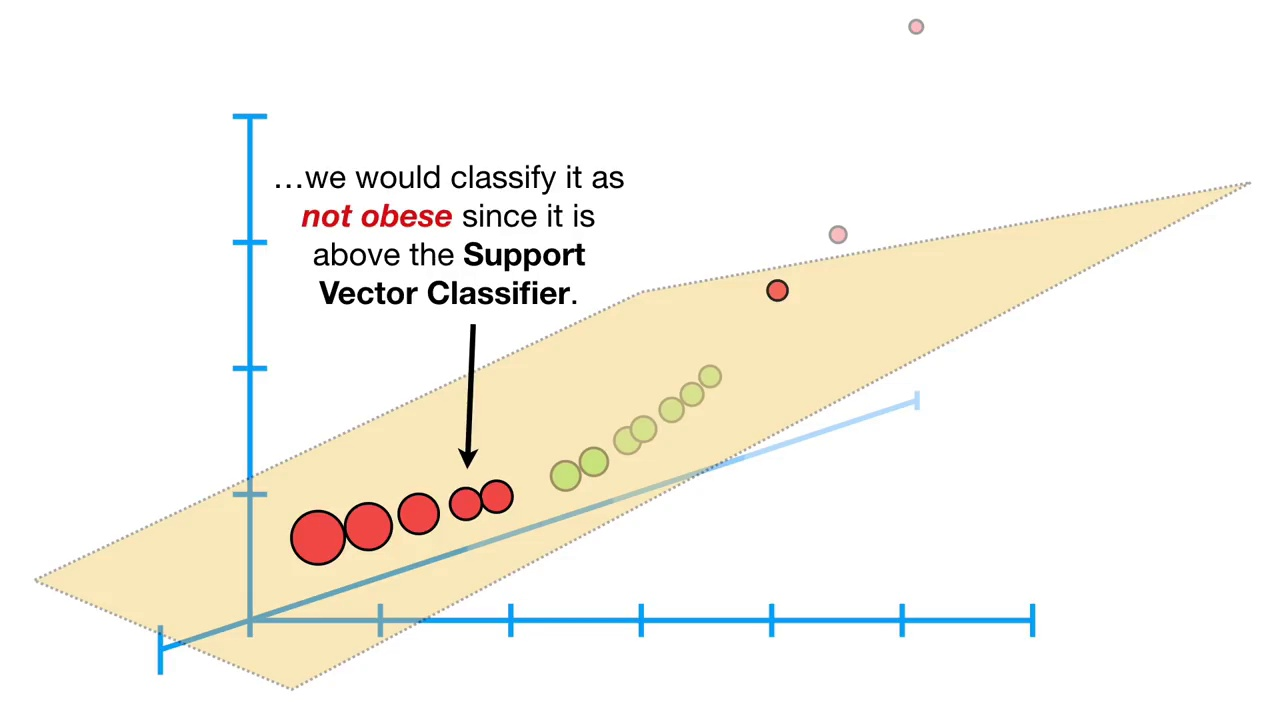 …we would classify it as
not obese since it is
above the Support
Vector Classifier.